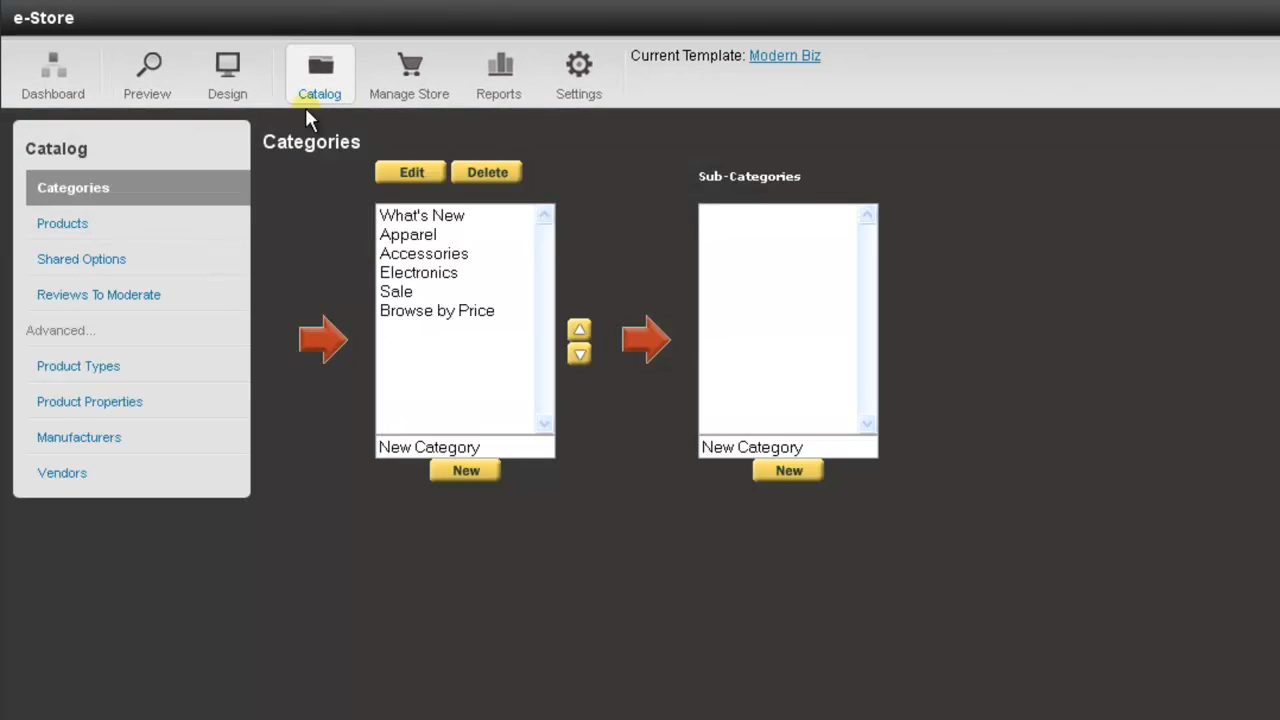 e-Store
Dashboard
Preview
Design
Catalog
Manage Store
Reports
Settings
Current Template: Modern Biz
Catalog
Categories
Products
Shared Options
Reviews To Moderate
Advanced...
Product Types
Product Properties
Manufacturers
Vendors
Categories
Edit
Delete
What's New
Apparel
Accessories
Electronics
Sale
Browse by Price
New Category
New
Sub-Categories
New Category
New